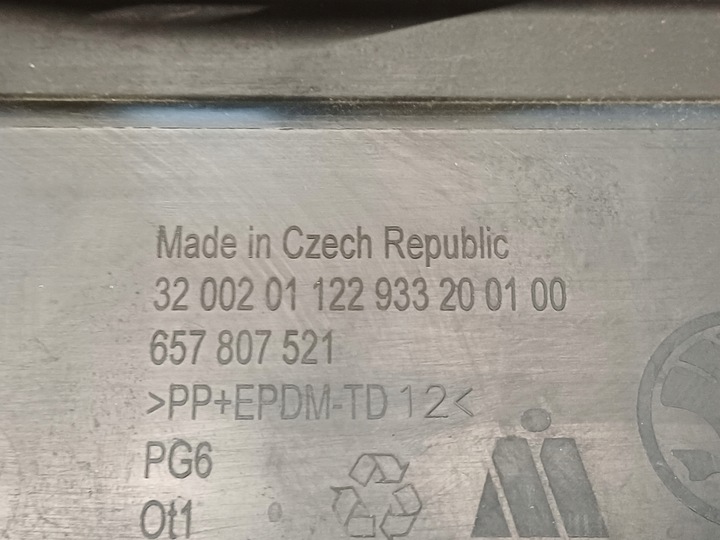 Made in Czech Republic
32 002 01 122 933 20 01 00
657 807 521
>PP+EPDM-TD 12<
PG6
Ot1